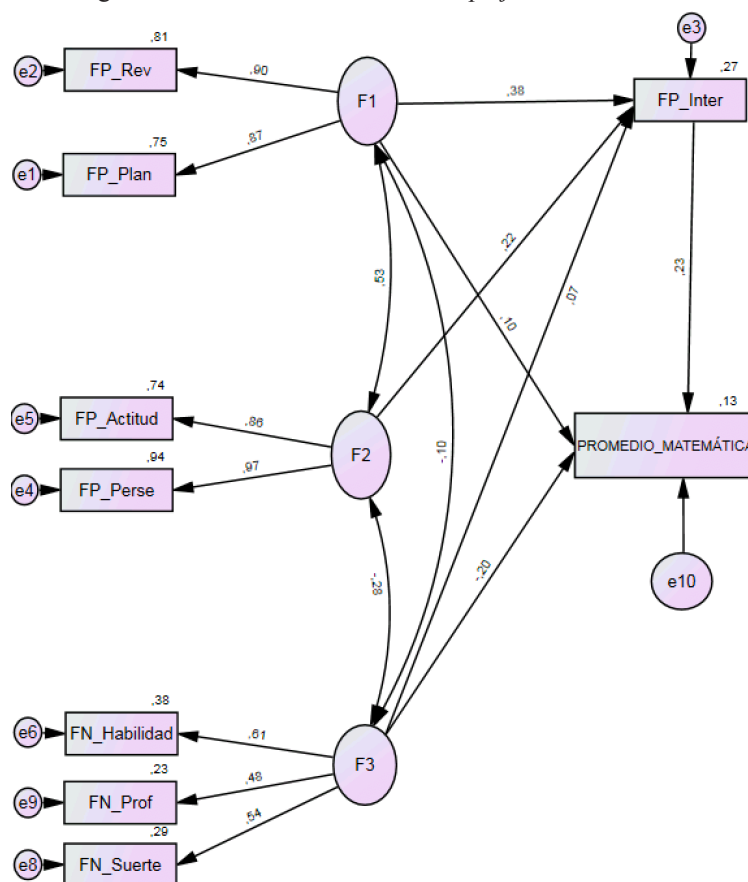 e3
,81
,27
e2
FP_Rev
,90
F1
,38
FP_Inter
,75
,87
e1
FP_Plan
,22
,53
,07
,23
,10
,74
,13
e5
FP_Actitud
,86
F2
-,10
PROMEDIO_MATEMÁTICA
,94
,97
e4
FP_Perse
-,28
-,20
e10
,38
e6
FN_Habilidad
,61
F3
,23
,48
e9
FN_Prof
,54
,29
e8
FN_Suerte